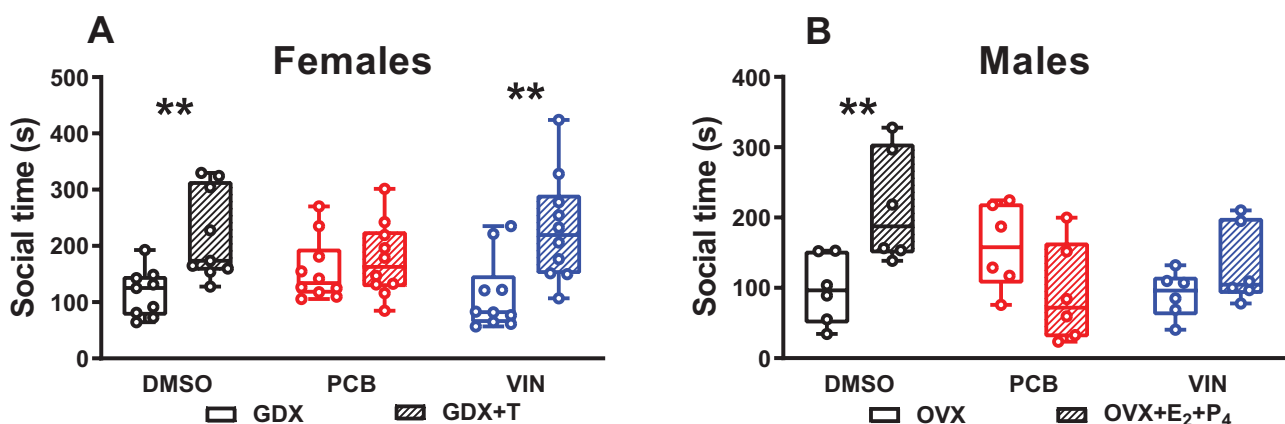 A
Females
Social time (s)
500
400
300
200
100
0
**
**
DMSO PCB VIN
GDX GDX+T
B
Males
Social time (s)
400
300
200
100
0
**
DMSO PCB VIN
OVX OVX+E₂+P₄